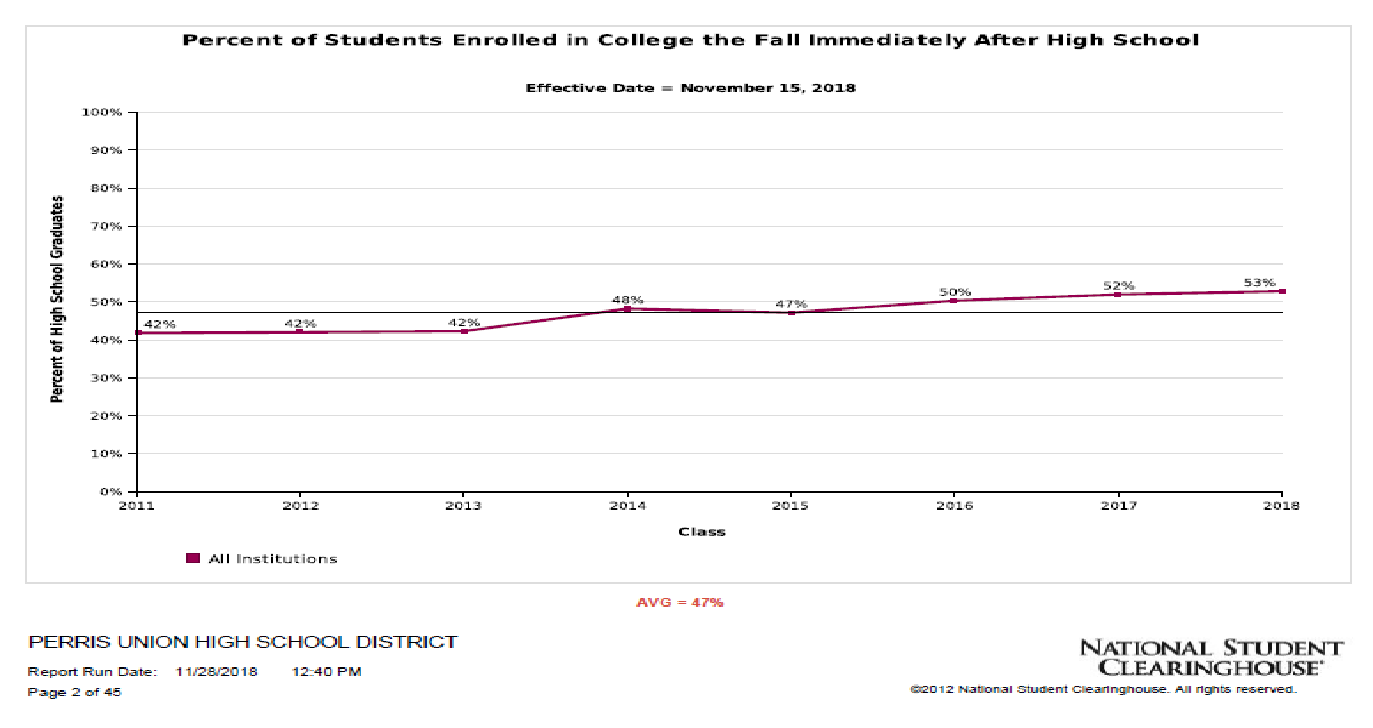 Percent of Students Enrolled in College the Fall Immediately After High School
Effective Date = November 15, 2018
Percent of High School Graduates
100%
90%
80%
70%
60%
50%
40%
30%
20%
10%
0%
42%
42%
42%
48%
47%
50%
52%
53%
2011 2012 2013 2014 2015 2016 2017 2018
Class
All Institutions
AVG = 47%
PERRIS UNION HIGH SCHOOL DISTRICT
Report Run Date: 11/28/2018 12:40 PM
Page 2 of 45
NATIONAL STUDENT
CLEARINGHOUSE®
©2012 National Student Clearinghouse. All rights reserved.